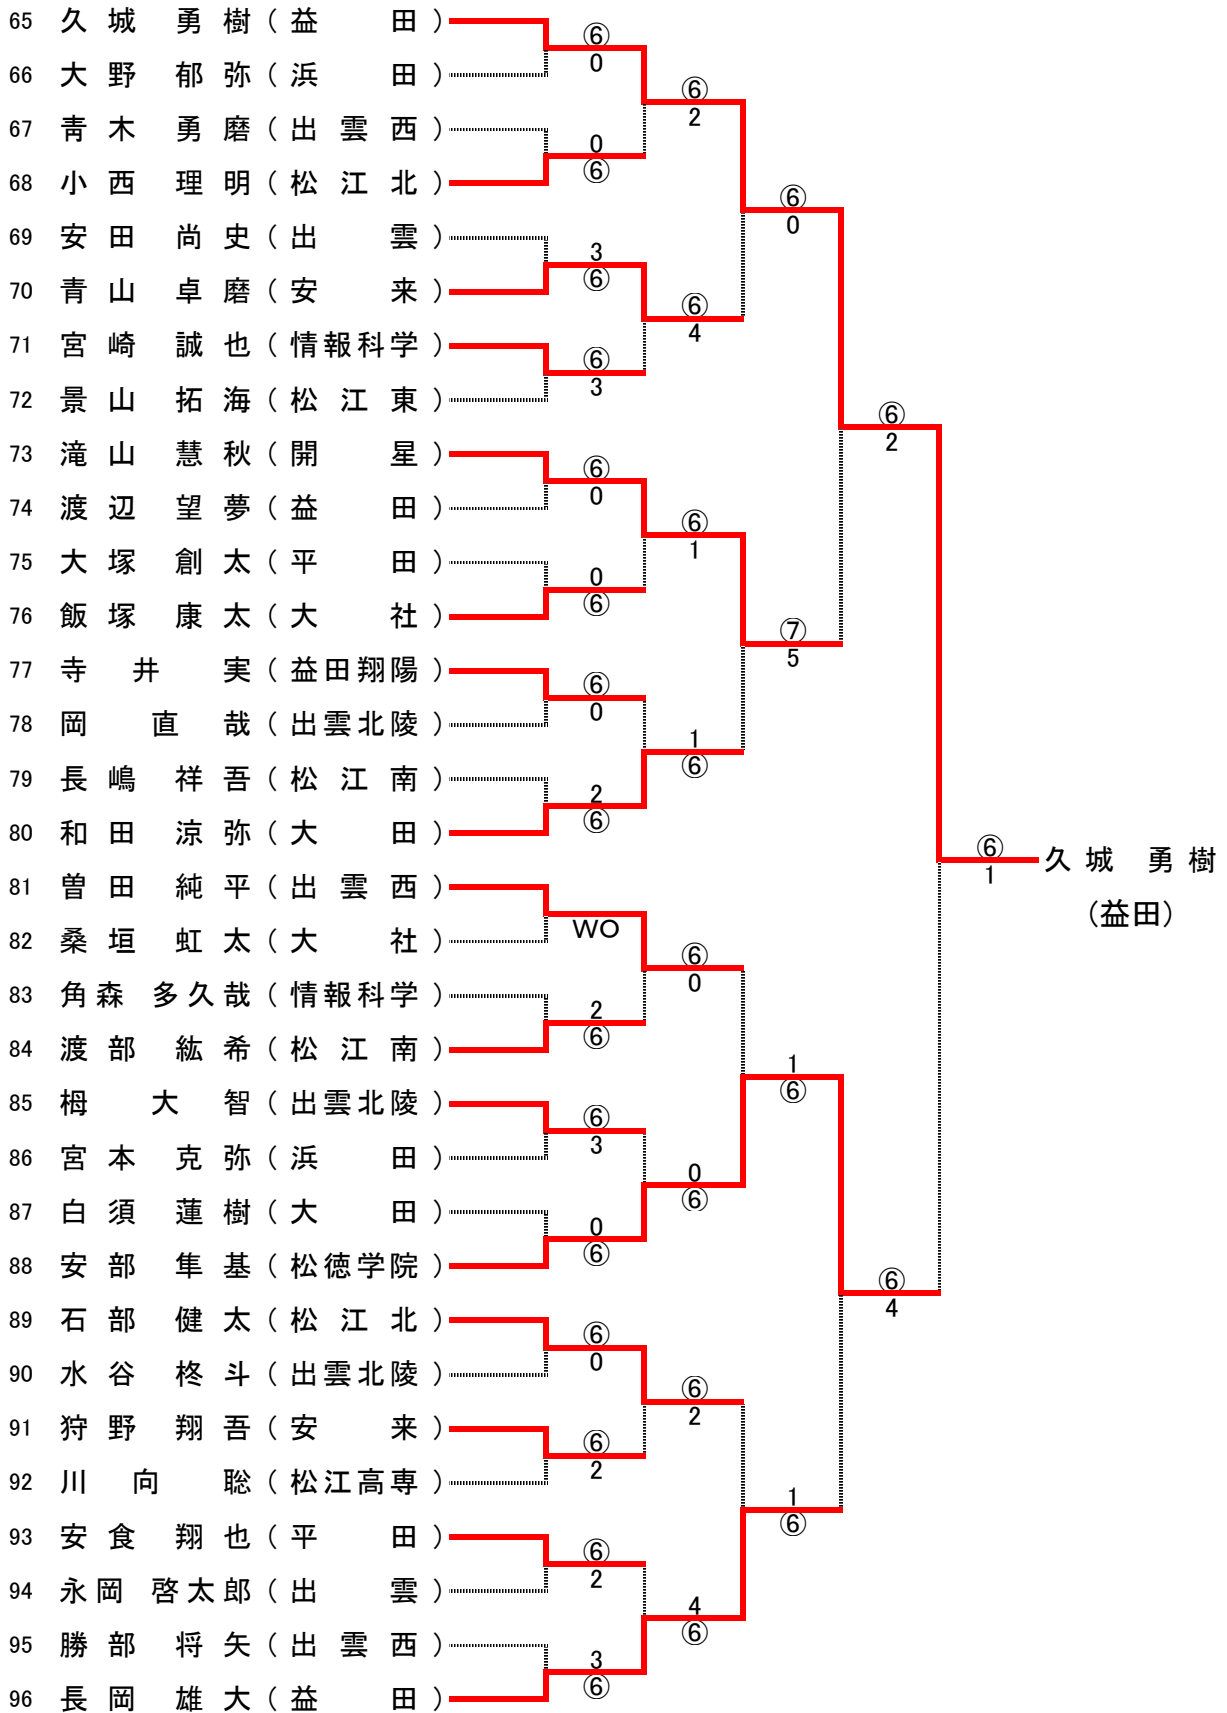 65 久城 勇樹(益田)
⑥
0
66 大野 郁弥(浜田)
⑥
2
67 青木 勇磨(出雲西)
0
⑥
68 小西 理明(松江北)
⑥
0
69 安田 尚史(出雲)
3
⑥
70 青山 卓磨(安来)
⑥
4
71 宮崎 誠也(情報科学)
⑥
3
72 景山 拓海(松江東)
⑥
2
73 滝山 慧秋(開星)
⑥
0
74 渡辺 望夢(益田)
⑥
1
75 大塚 創太(平田)
0
⑥
76 飯塚 康太(大社)
⑦
5
77 寺井 実(益田翔陽)
⑥
0
78 岡 直哉(出雲北陵)
1
⑥
79 長嶋 祥吾(松江南)
2
⑥
80 和田 涼弥(大田)
⑥
1
久城 勇樹
(益田)
81 曽田 純平(出雲西)
WO
82 桑垣 虹太(大社)
⑥
0
83 角森 多久哉(情報科学)
2
⑥
84 渡部 紘希(松江南)
1
⑥
85 栂 大智(出雲北陵)
⑥
3
86 宮本 克弥(浜田)
0
⑥
87 白須 蓮樹(大田)
0
⑥
88 安部 隼基(松徳学院)
⑥
4
89 石部 健太(松江北)
⑥
0
90 水谷 柊斗(出雲北陵)
⑥
2
91 狩野 翔吾(安来)
⑥
2
92 川向 聡(松江高専)
1
⑥
93 安食 翔也(平田)
⑥
2
94 永岡 啓太郎(出雲)
4
⑥
95 勝部 将矢(出雲西)
3
⑥
96 長岡 雄大(益田)